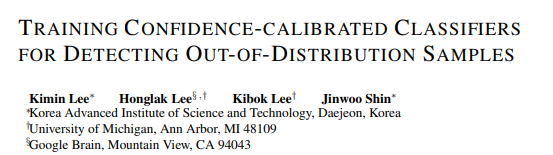 TRAINING CONFIDENCE-CALIBRATED CLASSIFIERS
FOR DETECTING OUT-OF-DISTRIBUTION SAMPLES
Kimin Lee* Honglak Lee§,† Kibok Lee† Jinwoo Shin*
*Korea Advanced Institute of Science and Technology, Daejeon, Korea
†University of Michigan, Ann Arbor, MI 48109
§Google Brain, Mountain View, CA 94043